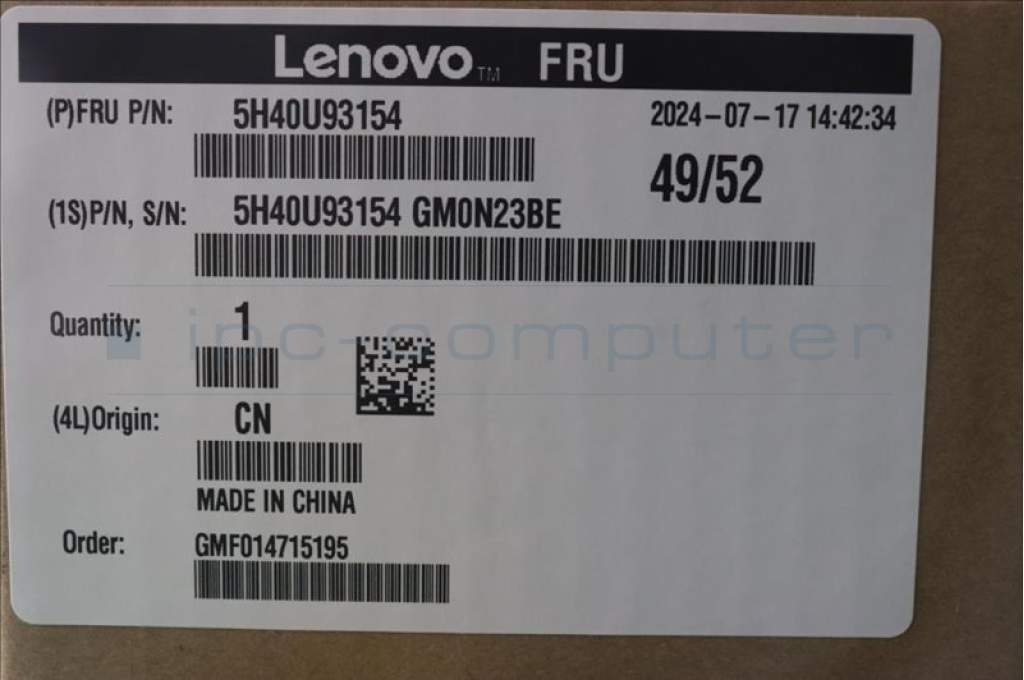 Lenovo™ FRU
(P)FRU P/N: 5H40U93154 2024-07-17 14:42:34
49/52
(1S)P/N, S/N: 5H40U93154 GM0N23BE
Quantity: 1
inc-computer
(4L)Origin: CN
MADE IN CHINA
Order: GMF014715195